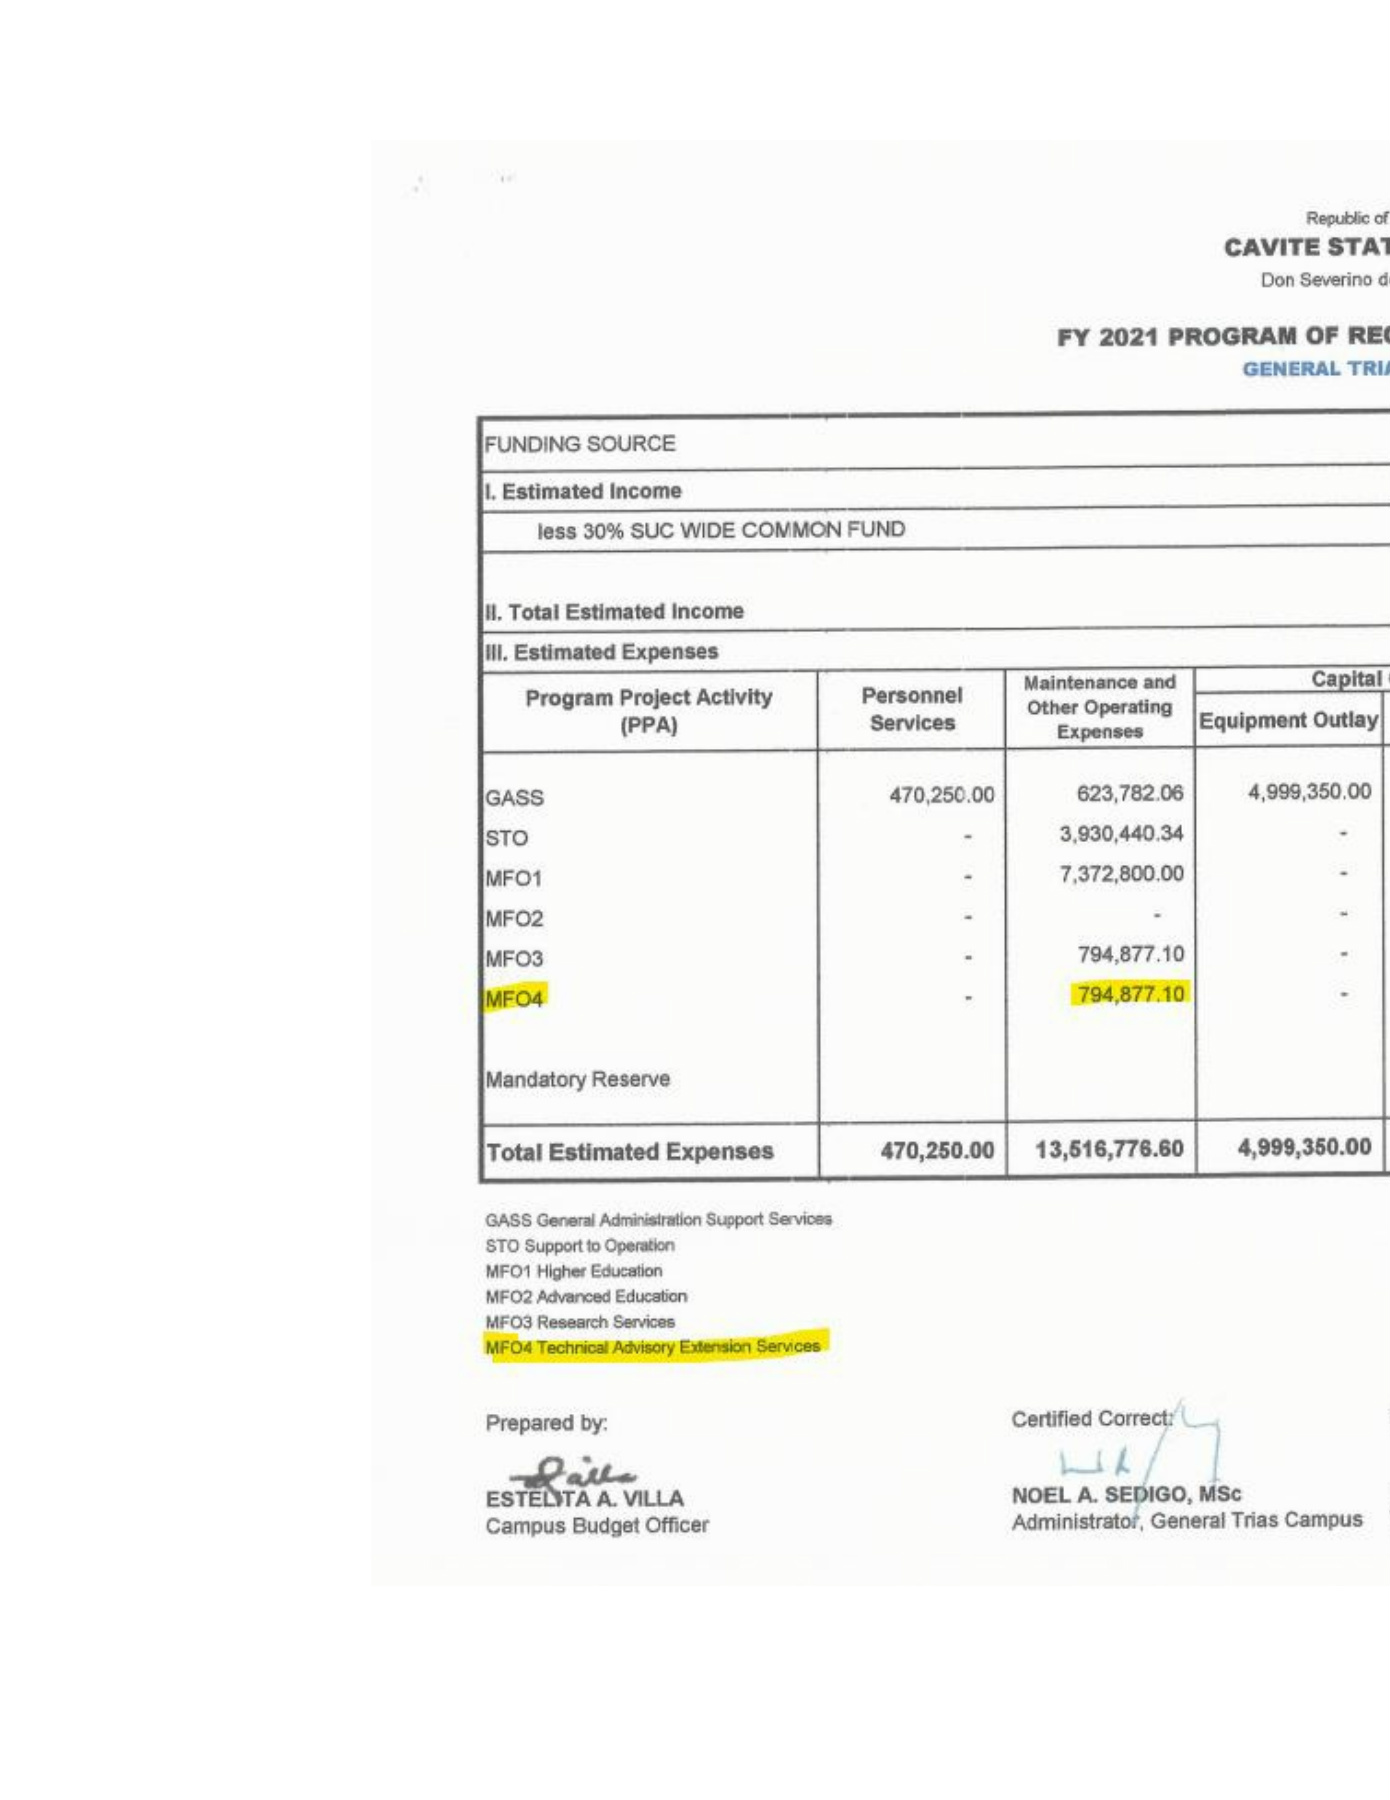 Republic of
CAVITE STAT
Don Severino d
FY 2021 PROGRAM OF REC
GENERAL TRIA
FUNDING SOURCE
I. Estimated Income
less 30% SUC WIDE COMMON FUND
II. Total Estimated Income
III. Estimated Expenses
Program Project Activity (PPA) Personnel Services Maintenance and Other Operating Expenses Capital
Equipment Outlay
GASS 470,250.00 623,782.06 4,999,350.00
STO - 3,930,440.34 -
MFO1 - 7,372,800.00 -
MFO2 - - -
MFO3 - 794,877.10 -
MFO4 - 794,877.10 -
Mandatory Reserve
Total Estimated Expenses 470,250.00 13,516,776.60 4,999,350.00
GASS General Administration Support Services
STO Support to Operation
MFO1 Higher Education
MFO2 Advanced Education
MFO3 Research Services
MFO4 Technical Advisory Extension Services
Prepared by: Certified Correct:
ESTELITA A. VILLA NOEL A. SEDIGO, MSc
Campus Budget Officer Administrator, General Trias Campus